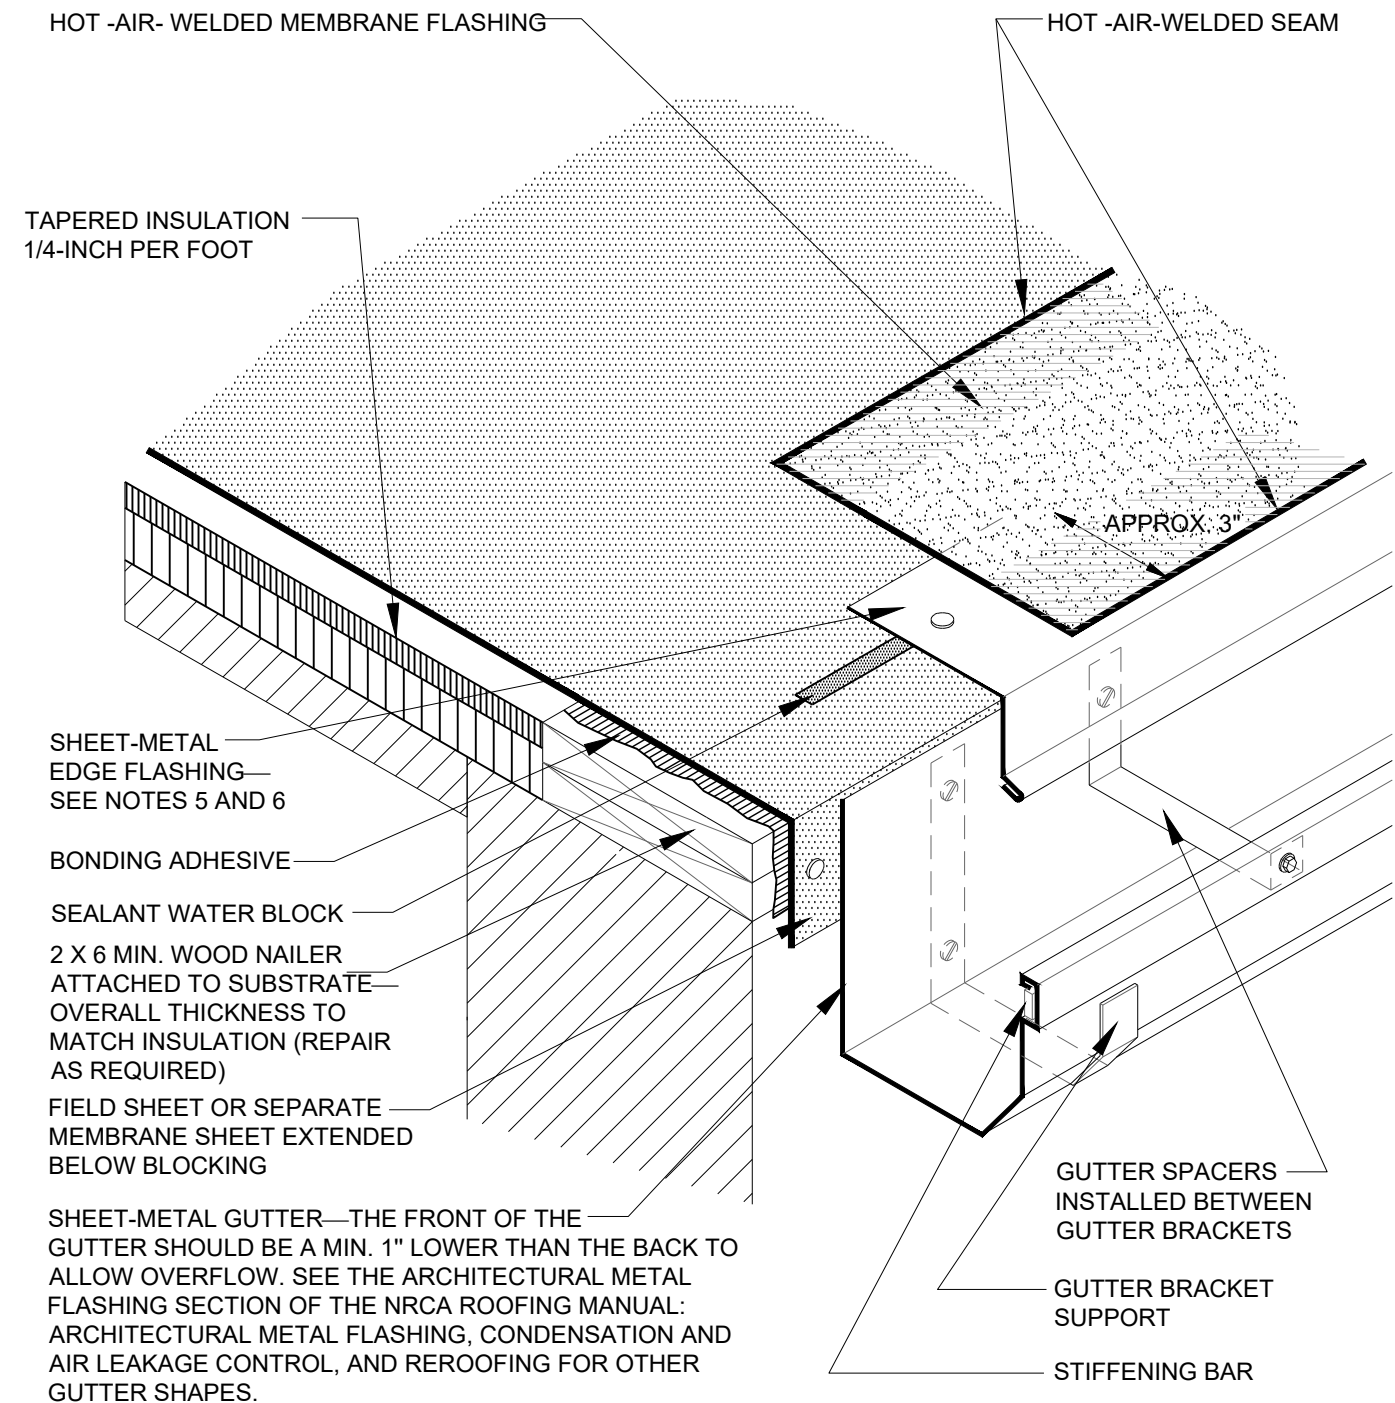 HOT -AIR- WELDED MEMBRANE FLASHING
HOT -AIR-WELDED SEAM
TAPERED INSULATION
1/4-INCH PER FOOT
APPROX. 3"
SHEET-METAL
EDGE FLASHING—
SEE NOTES 5 AND 6
BONDING ADHESIVE
SEALANT WATER BLOCK
2 X 6 MIN. WOOD NAILER
ATTACHED TO SUBSTRATE—
OVERALL THICKNESS TO
MATCH INSULATION (REPAIR
AS REQUIRED)
FIELD SHEET OR SEPARATE
MEMBRANE SHEET EXTENDED
BELOW BLOCKING
SHEET-METAL GUTTER—THE FRONT OF THE
GUTTER SHOULD BE A MIN. 1" LOWER THAN THE BACK TO
ALLOW OVERFLOW. SEE THE ARCHITECTURAL METAL
FLASHING SECTION OF THE NRCA ROOFING MANUAL:
ARCHITECTURAL METAL FLASHING, CONDENSATION AND
AIR LEAKAGE CONTROL, AND REROOFING FOR OTHER
GUTTER SHAPES.
GUTTER SPACERS
INSTALLED BETWEEN
GUTTER BRACKETS
GUTTER BRACKET
SUPPORT
STIFFENING BAR